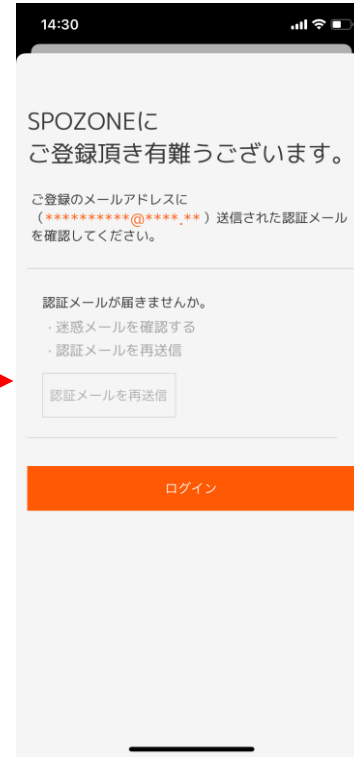 14:30
SPOZONEに
ご登録頂き有難うございます。
ご登録のメールアドレスに
（**********@****.**）送信された認証メール
を確認してください。
認証メールが届きませんか。
・迷惑メールを確認する
・認証メールを再送信
認証メールを再送信
ログイン